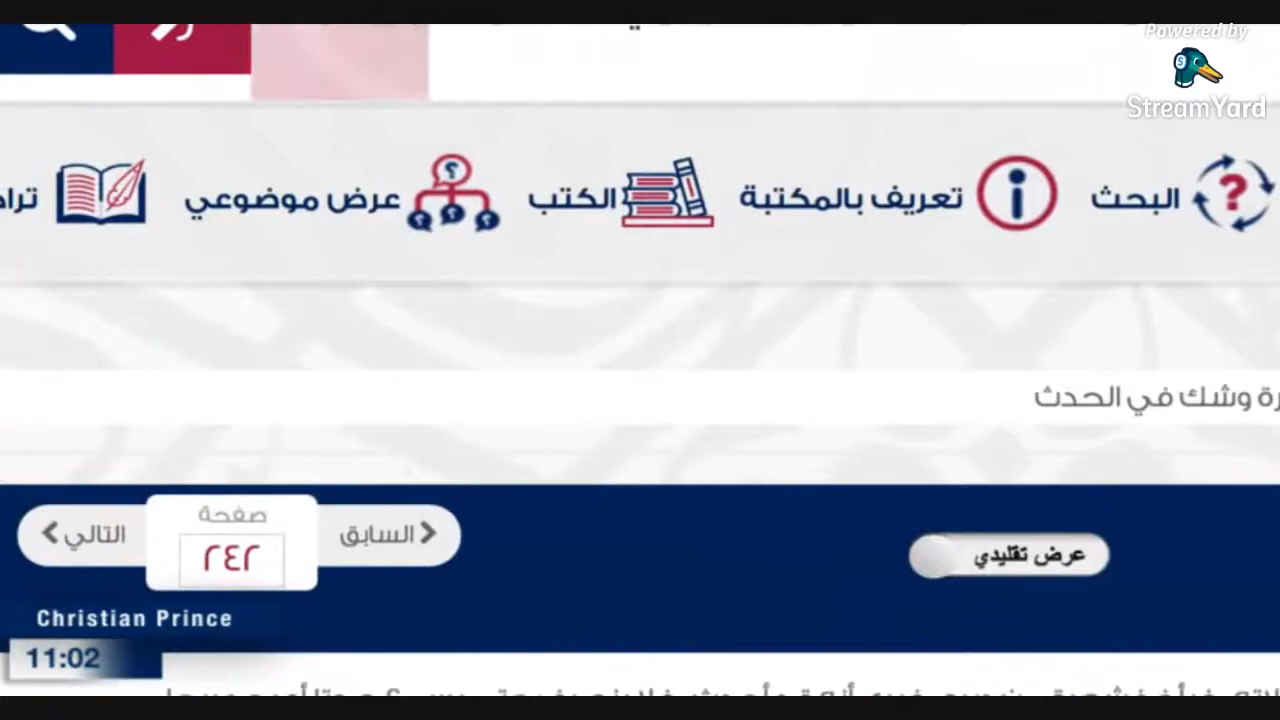 Powered by
StreamYard
البحث
تعريف بالمكتبة
الكتب
عرض موضوعي
وشك في الحدث
عرض تقليدي
السابق
صفحة
٢٤٢
التالي
Christian Prince
11:02